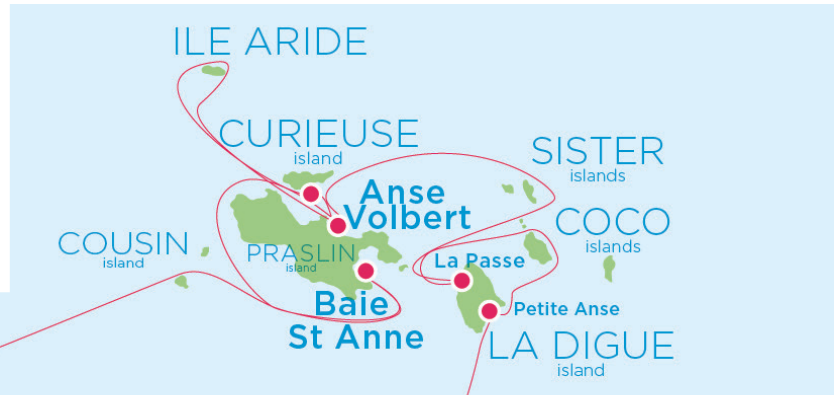 ILE ARIDE
CURIEUSE
island
SISTER
islands
Anse
Volbert
COCO
islands
COUSIN
island
PRASLIN
island
La Passe
Baie
St Anne
Petite Anse
LA DIGUE
island